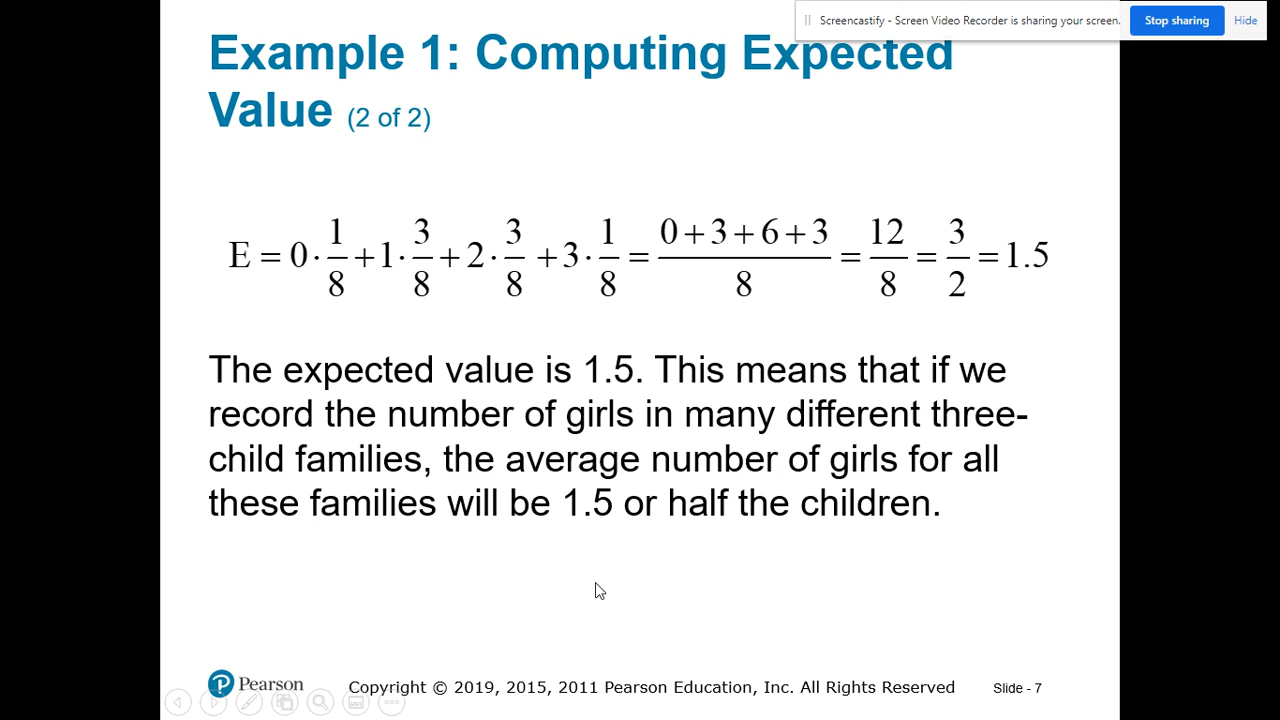 Screencastify - Screen Video Recorder is sharing your screen.
Stop sharing
Hide
Example 1: Computing Expected
Value (2 of 2)
E = 0 · 1/8 + 1 · 3/8 + 2 · 3/8 + 3 · 1/8 = (0 + 3 + 6 + 3)/8 = 12/8 = 3/2 = 1.5
The expected value is 1.5. This means that if we
record the number of girls in many different three-
child families, the average number of girls for all
these families will be 1.5 or half the children.
P Pearson
Copyright © 2019, 2015, 2011 Pearson Education, Inc. All Rights Reserved
Slide - 7